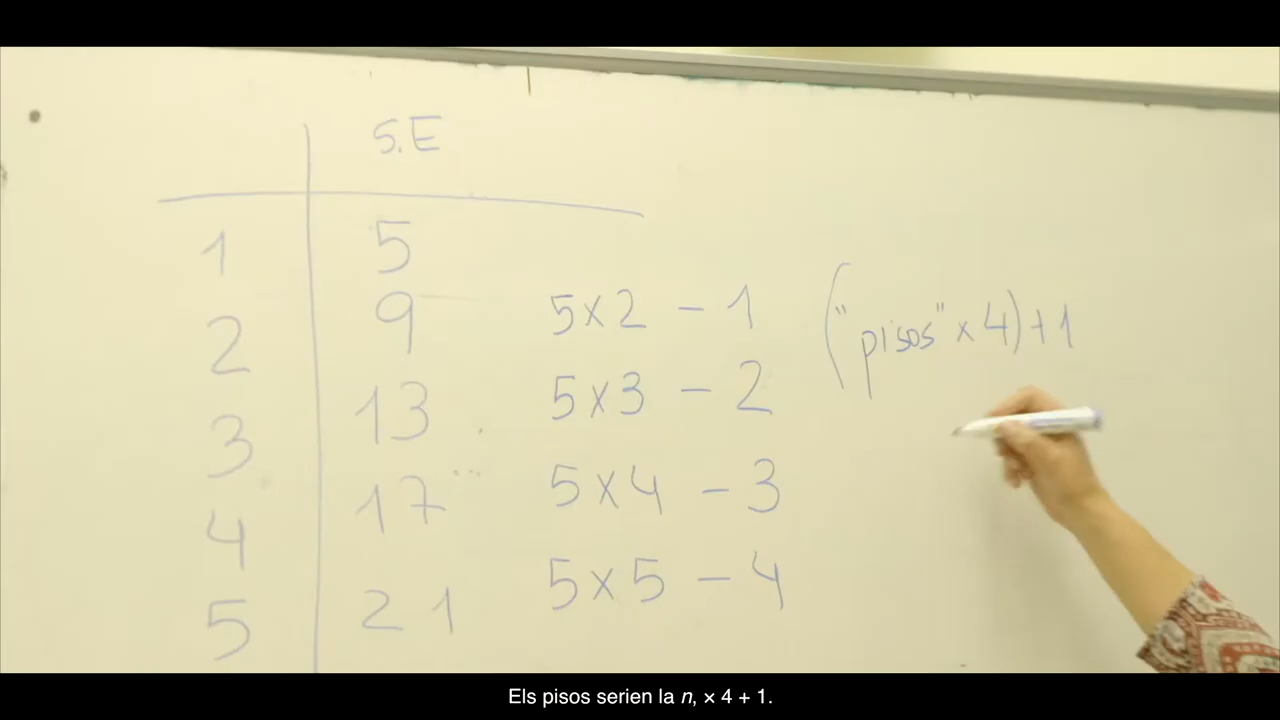 S.E
1 5
2 9 5x2 - 1 ("pisos" x 4) + 1
3 13 5x3 - 2
4 17 5x4 - 3
5 21 5x5 - 4
Els pisos serien la n, × 4 + 1.